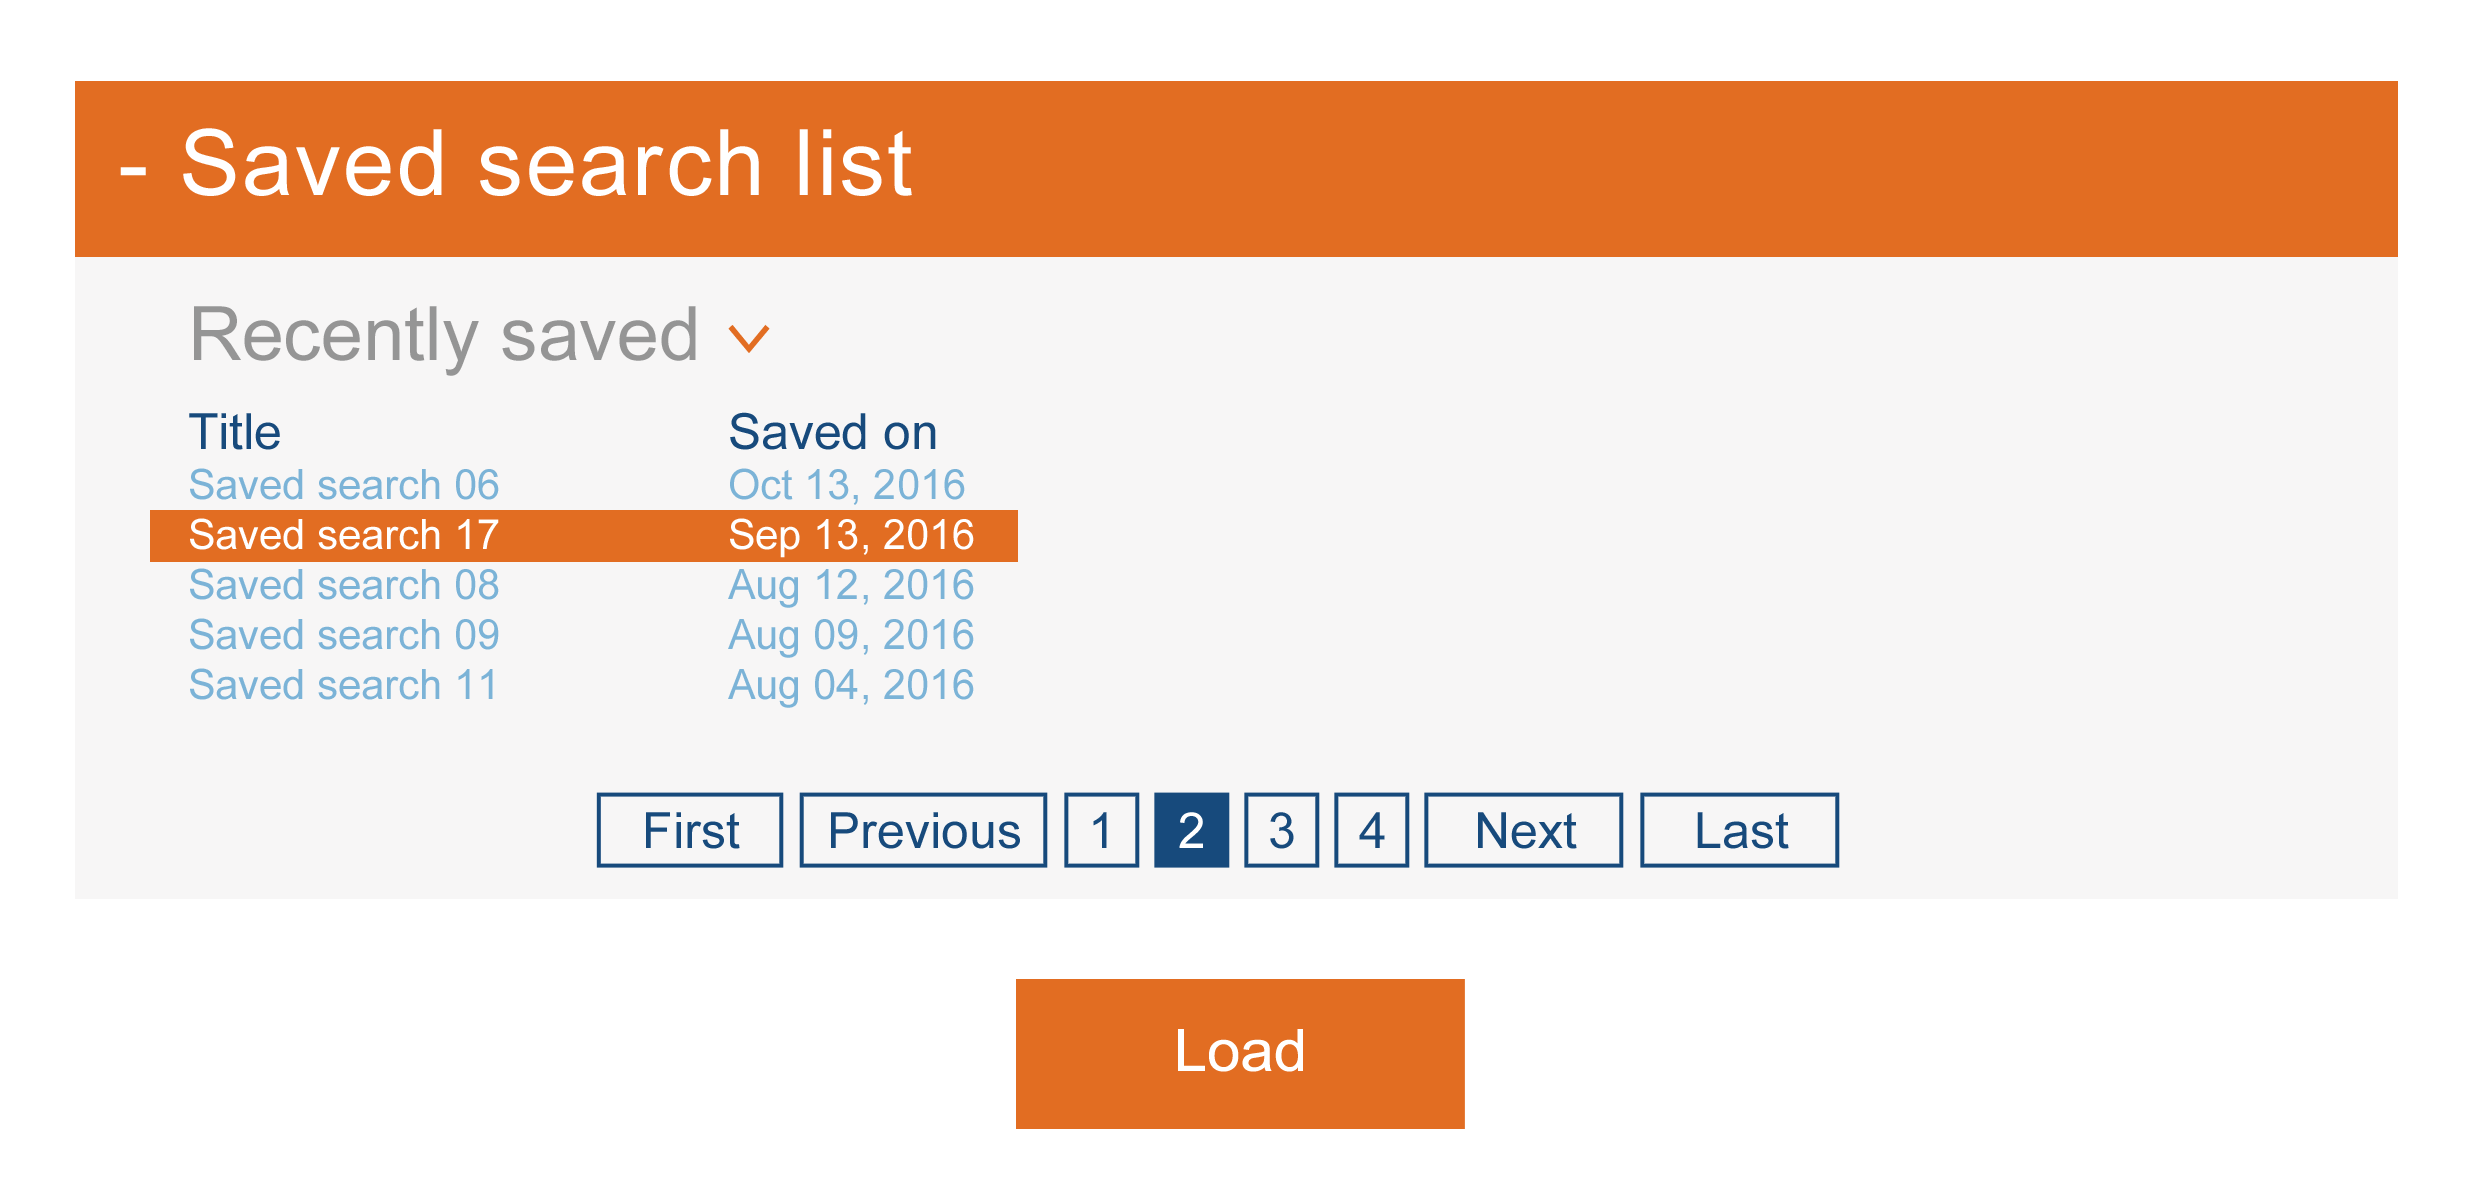 - Saved search list
Recently saved
Title Saved on
Saved search 06 Oct 13, 2016
Saved search 17 Sep 13, 2016
Saved search 08 Aug 12, 2016
Saved search 09 Aug 09, 2016
Saved search 11 Aug 04, 2016
First Previous 1 2 3 4 Next Last
Load